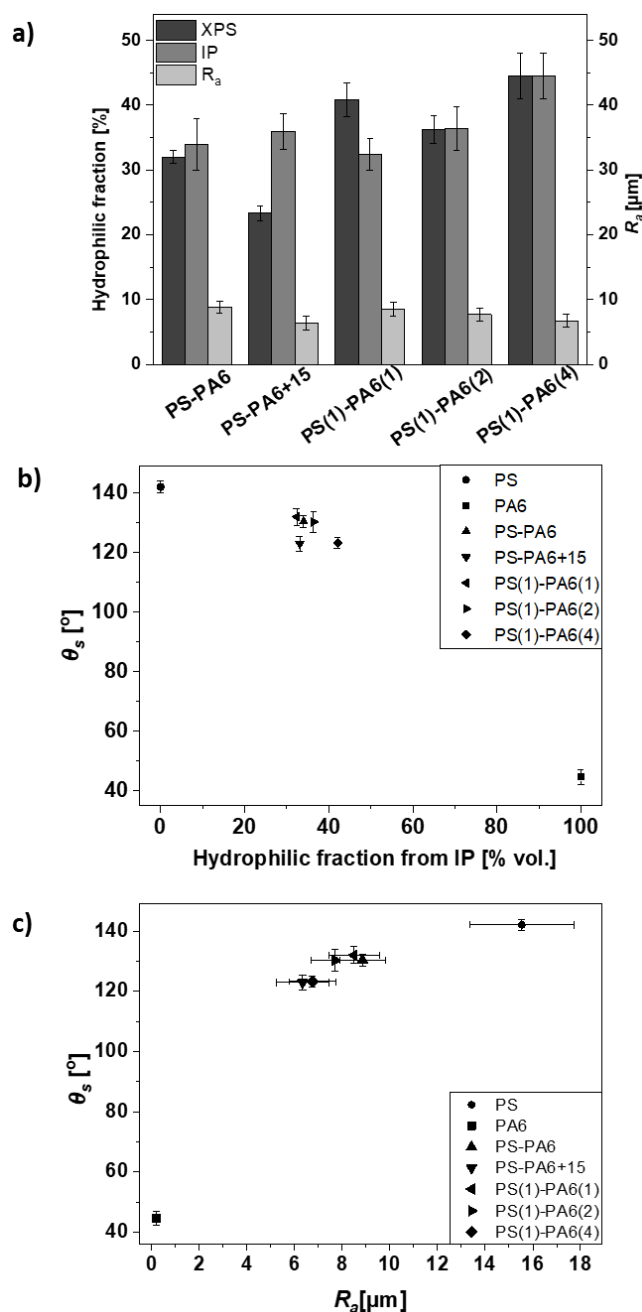 a)
XPS
IP
Ra
Hydrophilic fraction [%]
50
40
30
20
10
0
50
40
30
20
10
0
Ra [µm]
PS-PA6
PS-PA6+15
PS(1)-PA6(1)
PS(1)-PA6(2)
PS(1)-PA6(4)
b)
θs [°]
140
120
100
80
60
40
PS
PA6
PS-PA6
PS-PA6+15
PS(1)-PA6(1)
PS(1)-PA6(2)
PS(1)-PA6(4)
0 20 40 60 80 100
Hydrophilic fraction from IP [% vol.]
c)
θs [°]
140
120
100
80
60
40
PS
PA6
PS-PA6
PS-PA6+15
PS(1)-PA6(1)
PS(1)-PA6(2)
PS(1)-PA6(4)
0 2 4 6 8 10 12 14 16 18
Ra[µm]